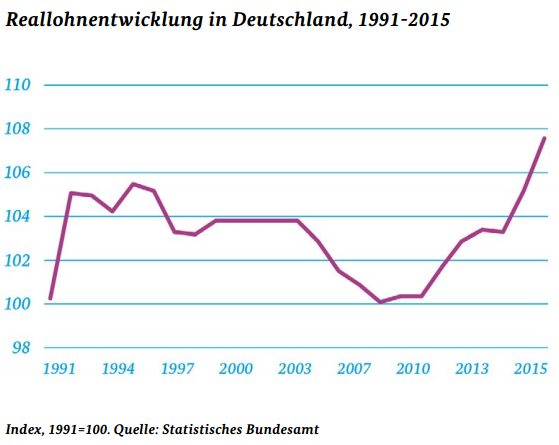 Reallohnentwicklung in Deutschland, 1991-2015
110
108
106
104
102
100
98
1991 1994 1997 2000 2003 2007 2010 2013 2015
Index, 1991=100. Quelle: Statistisches Bundesamt